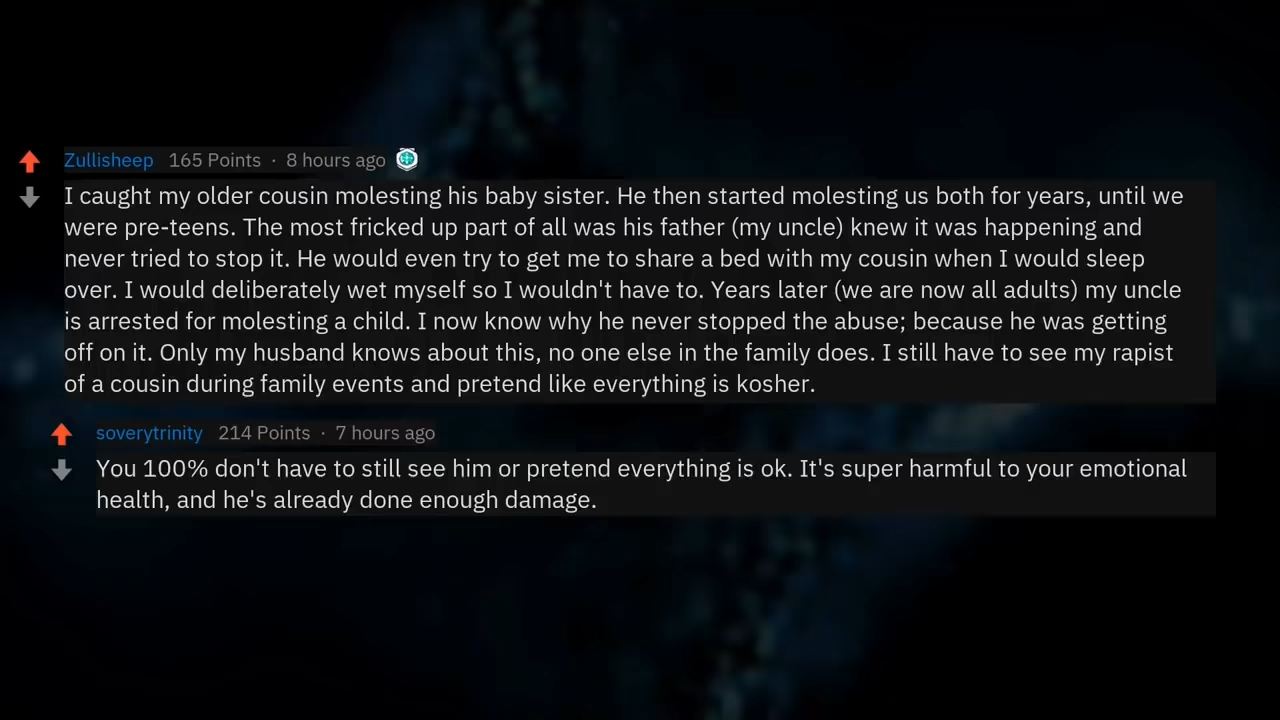 Zullisheep 165 Points · 8 hours ago
I caught my older cousin molesting his baby sister. He then started molesting us both for years, until we
were pre-teens. The most fricked up part of all was his father (my uncle) knew it was happening and
never tried to stop it. He would even try to get me to share a bed with my cousin when I would sleep
over. I would deliberately wet myself so I wouldn't have to. Years later (we are now all adults) my uncle
is arrested for molesting a child. I now know why he never stopped the abuse; because he was getting
off on it. Only my husband knows about this, no one else in the family does. I still have to see my rapist
of a cousin during family events and pretend like everything is kosher.
soverytrinity 214 Points · 7 hours ago
You 100% don't have to still see him or pretend everything is ok. It's super harmful to your emotional
health, and he's already done enough damage.